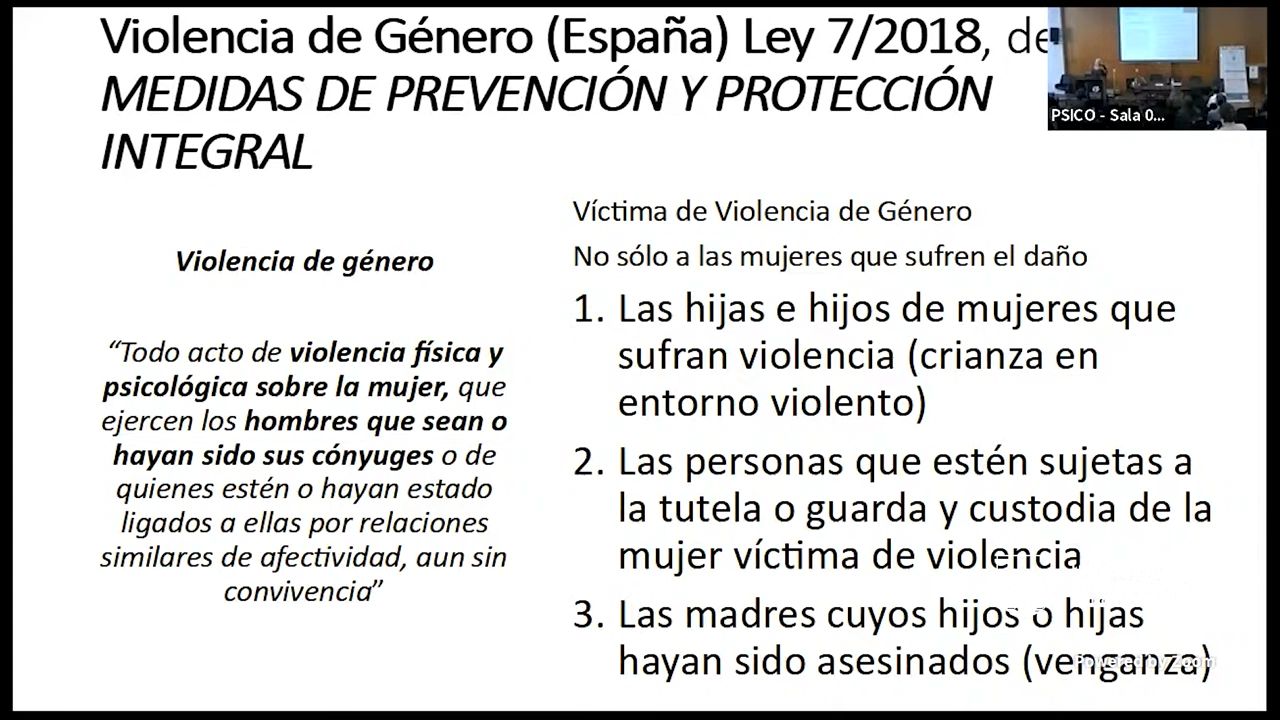 Violencia de Género (España) Ley 7/2018, de
MEDIDAS DE PREVENCIÓN Y PROTECCIÓN
INTEGRAL
PSICO - Sala 0...
Violencia de género
“Todo acto de violencia física y
psicológica sobre la mujer, que
ejercen los hombres que sean o
hayan sido sus cónyuges o de
quienes estén o hayan estado
ligados a ellas por relaciones
similares de afectividad, aun sin
convivencia”
Víctima de Violencia de Género
No sólo a las mujeres que sufren el daño
1. Las hijas e hijos de mujeres que
sufran violencia (crianza en
entorno violento)
2. Las personas que estén sujetas a
la tutela o guarda y custodia de la
mujer víctima de violencia
3. Las madres cuyos hijos o hijas
hayan sido asesinados (venganza)
Powered by Zoom